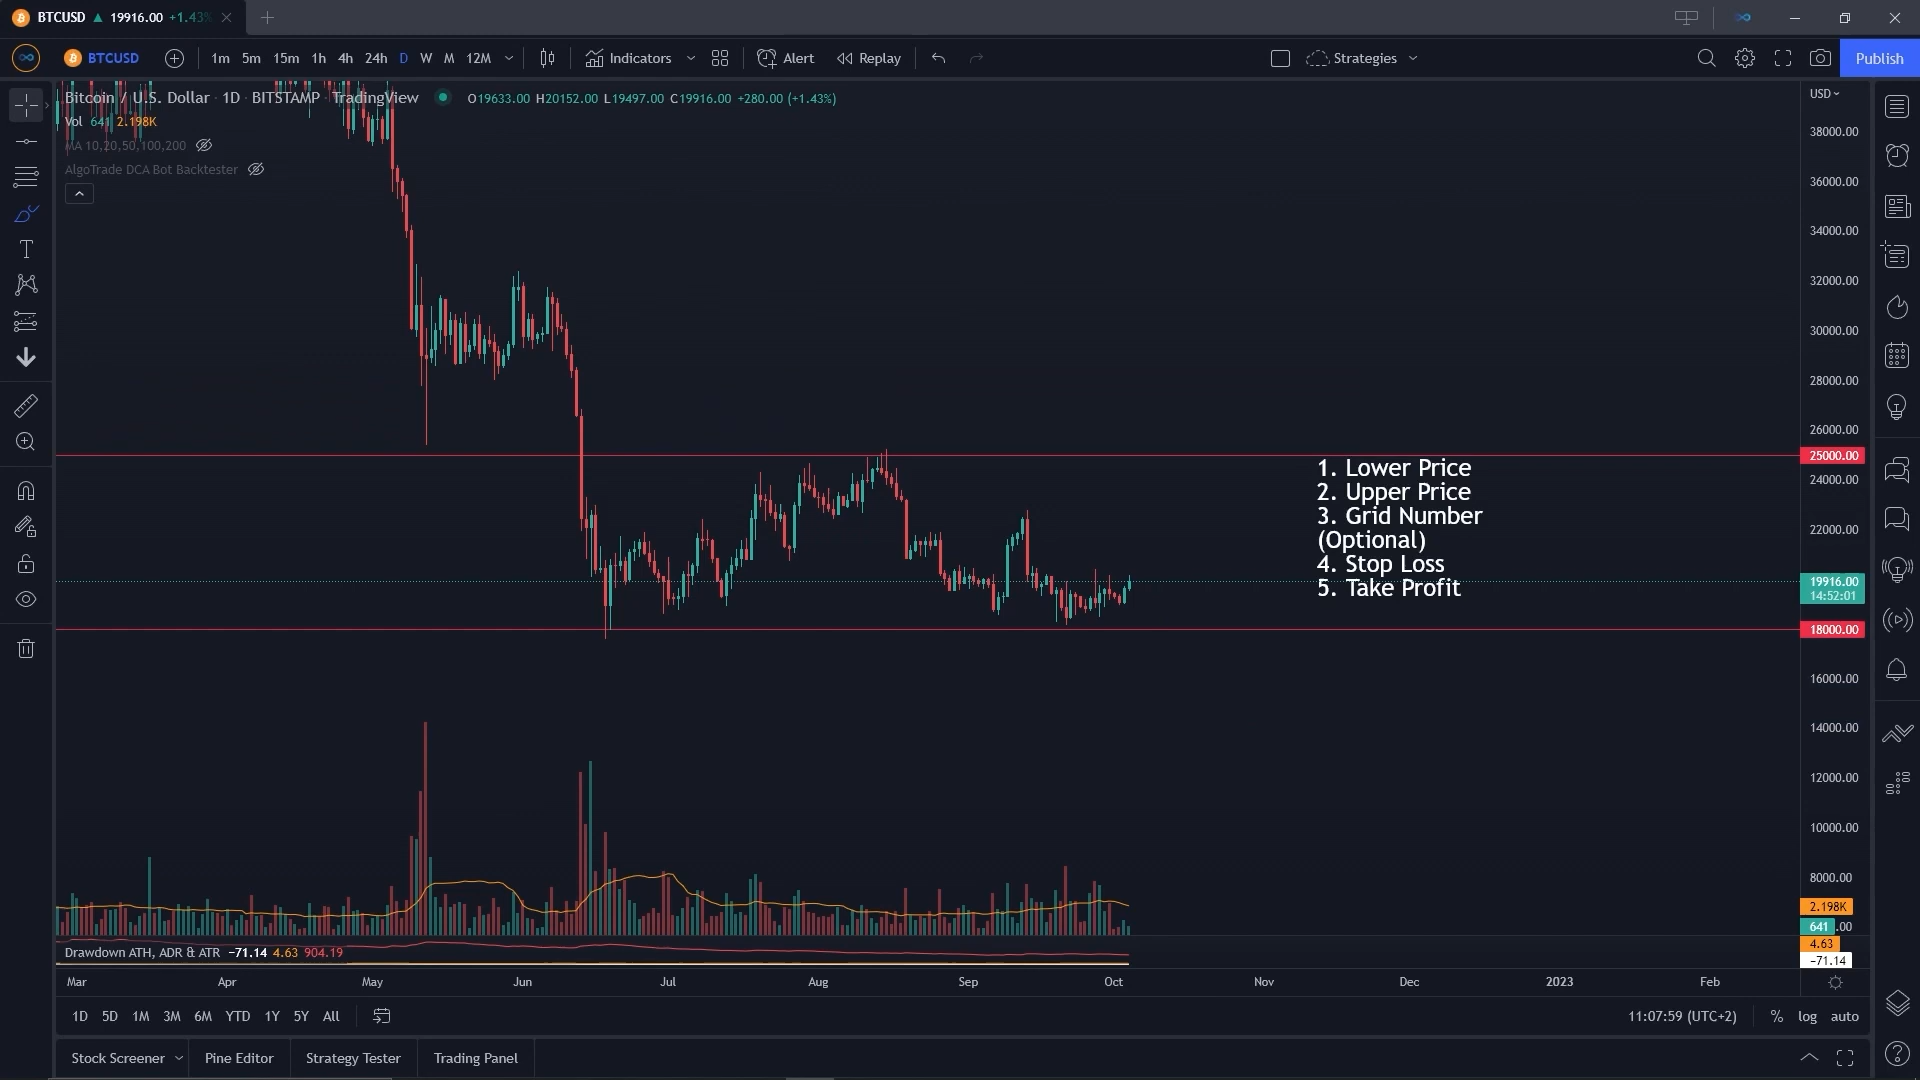 BTCUSD ▲ 19916.00 +1.43%
BTCUSD 1m 5m 15m 1h 4h 24h D W M 12M Indicators Alert Replay Strategies Publish
Bitcoin / U.S. Dollar · 1D · BITSTAMP · TradingView O19633.00 H20152.00 L19497.00 C19916.00 +280.00 (+1.43%)
USD
Vol 641 2.198K
MA 10,20,50,100,200
AlgoTrade DCA Bot Backtester
38000.00
36000.00
34000.00
32000.00
30000.00
28000.00
26000.00
25000.00
24000.00
22000.00
19916.00
14:52:01
18000.00
16000.00
14000.00
12000.00
10000.00
8000.00
2.198K
641 .00
4.63
−71.14
1. Lower Price
2. Upper Price
3. Grid Number
(Optional)
4. Stop Loss
5. Take Profit
Drawdown ATH, ADR & ATR −71.14 4.63 904.19
Mar Apr May Jun Jul Aug Sep Oct Nov Dec 2023 Feb
1D 5D 1M 3M 6M YTD 1Y 5Y All 11:07:59 (UTC+2) % log auto
Stock Screener Pine Editor Strategy Tester Trading Panel